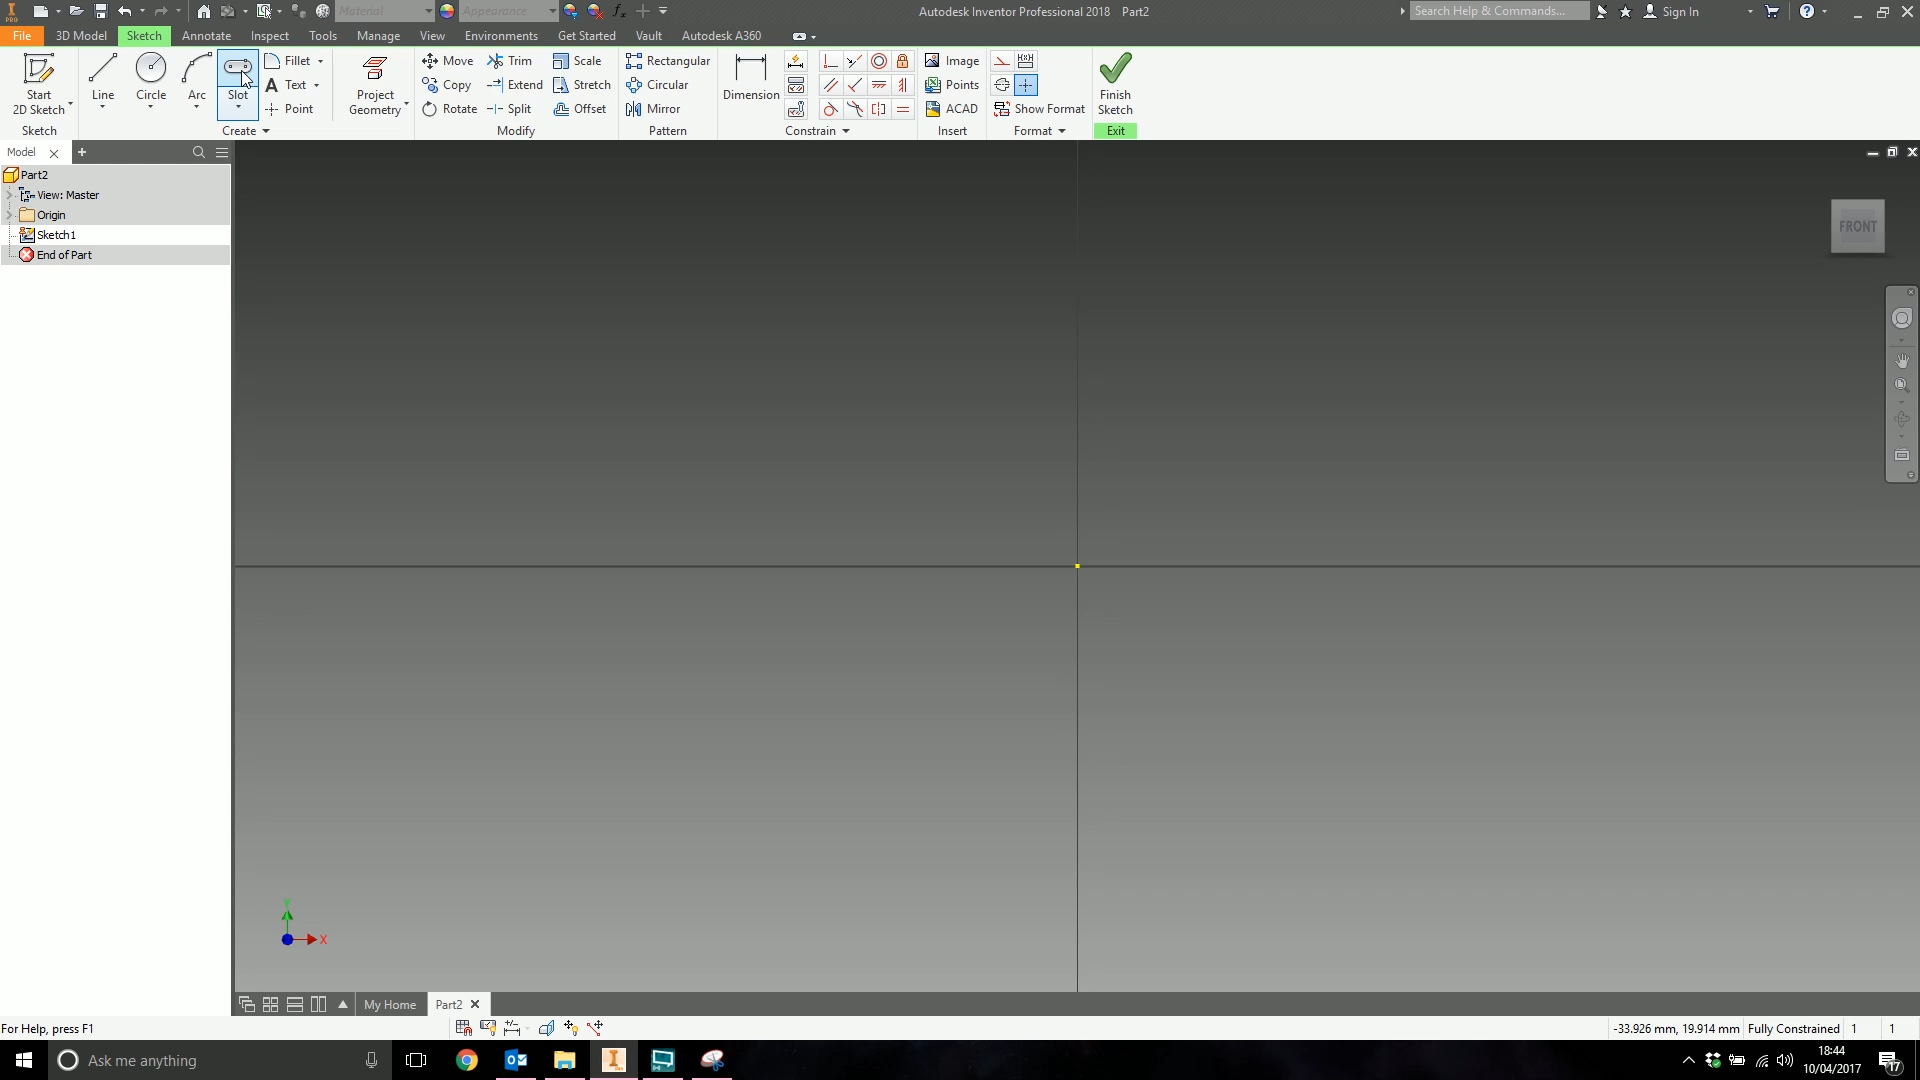 Material
Appearance
Autodesk Inventor Professional 2018 Part2
Search Help & Commands...
Sign In
PRO
File 3D Model Sketch Annotate Inspect Tools Manage View Environments Get Started Vault Autodesk A360
Start
2D Sketch
Line Circle Arc Slot
Fillet
Text
Point
Project
Geometry
Move Trim Scale
Copy Extend Stretch
Rotate Split Offset
Rectangular
Circular
Mirror
Dimension
Image
Points
ACAD
Show Format
Finish
Sketch
Sketch Create Modify Pattern Constrain Insert Format Exit
Model
Part2
View: Master
Origin
Sketch1
End of Part
FRONT
Y
X
My Home Part2
For Help, press F1
-33.926 mm, 19.914 mm Fully Constrained 1 1
Ask me anything
18:44
10/04/2017
17